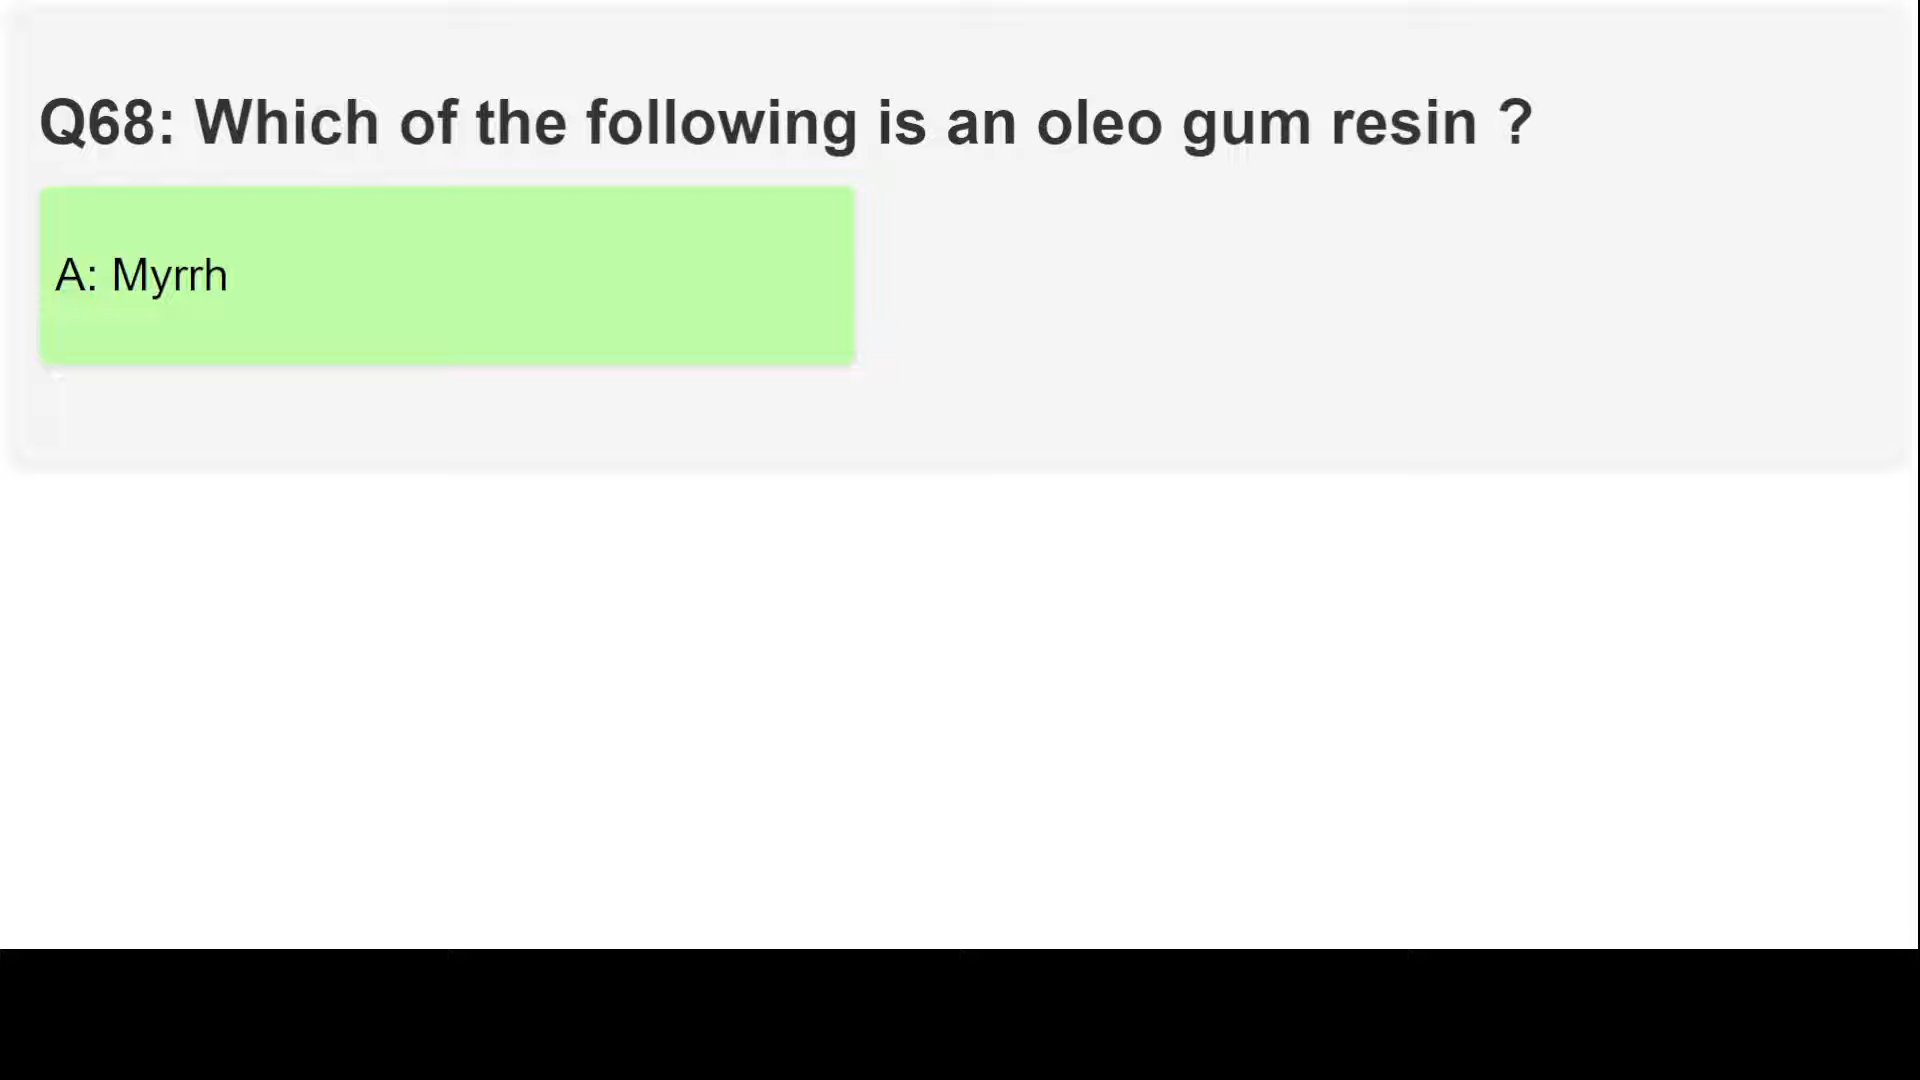 Q68: Which of the following is an oleo gum resin ?
A: Myrrh